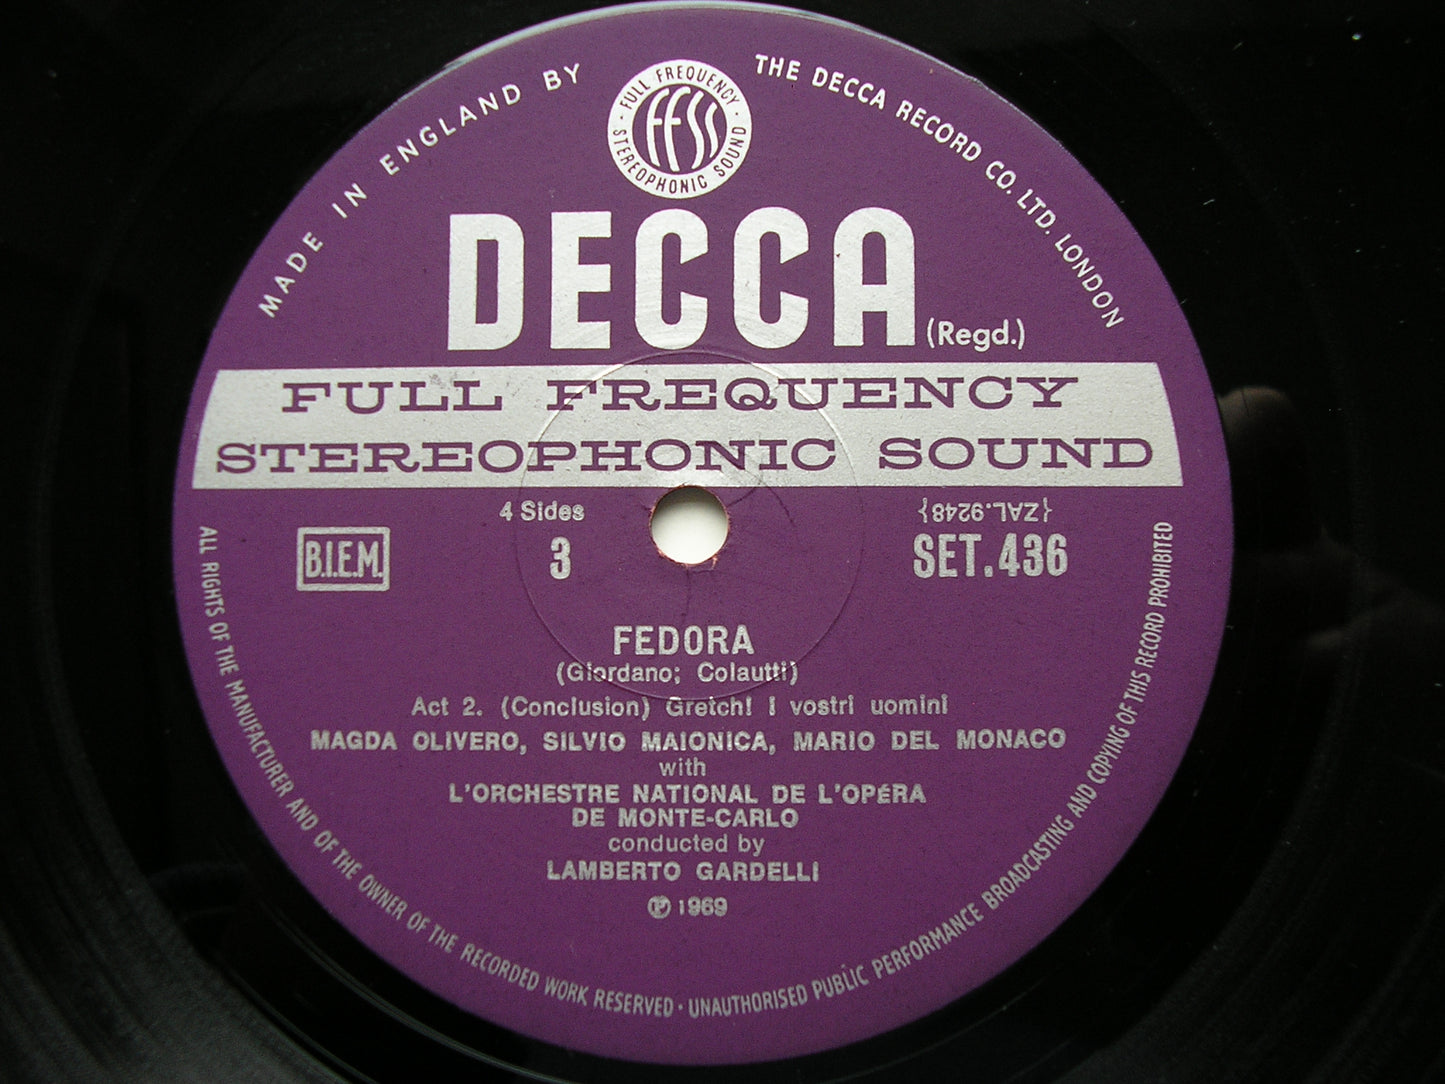 MADE IN ENGLAND BY THE DECCA RECORD CO. LTD. LONDON
· FULL FREQUENCY · STEREOPHONIC SOUND
FFSS
DECCA (Regd.)
FULL FREQUENCY
STEREOPHONIC SOUND
4 Sides
{ZAL.9248}
B.I.E.M.
3
SET.436
FEDORA
(Giordano; Colautti)
Act 2. (Conclusion) Gretch! I vostri uomini
MAGDA OLIVERO, SILVIO MAIONICA, MARIO DEL MONACO
with
L'ORCHESTRE NATIONAL DE L'OPÉRA
DE MONTE-CARLO
conducted by
LAMBERTO GARDELLI
℗ 1969
ALL RIGHTS OF THE MANUFACTURER AND OF THE OWNER OF THE RECORDED WORK RESERVED · UNAUTHORISED PUBLIC PERFORMANCE BROADCASTING AND COPYING OF THIS RECORD PROHIBITED